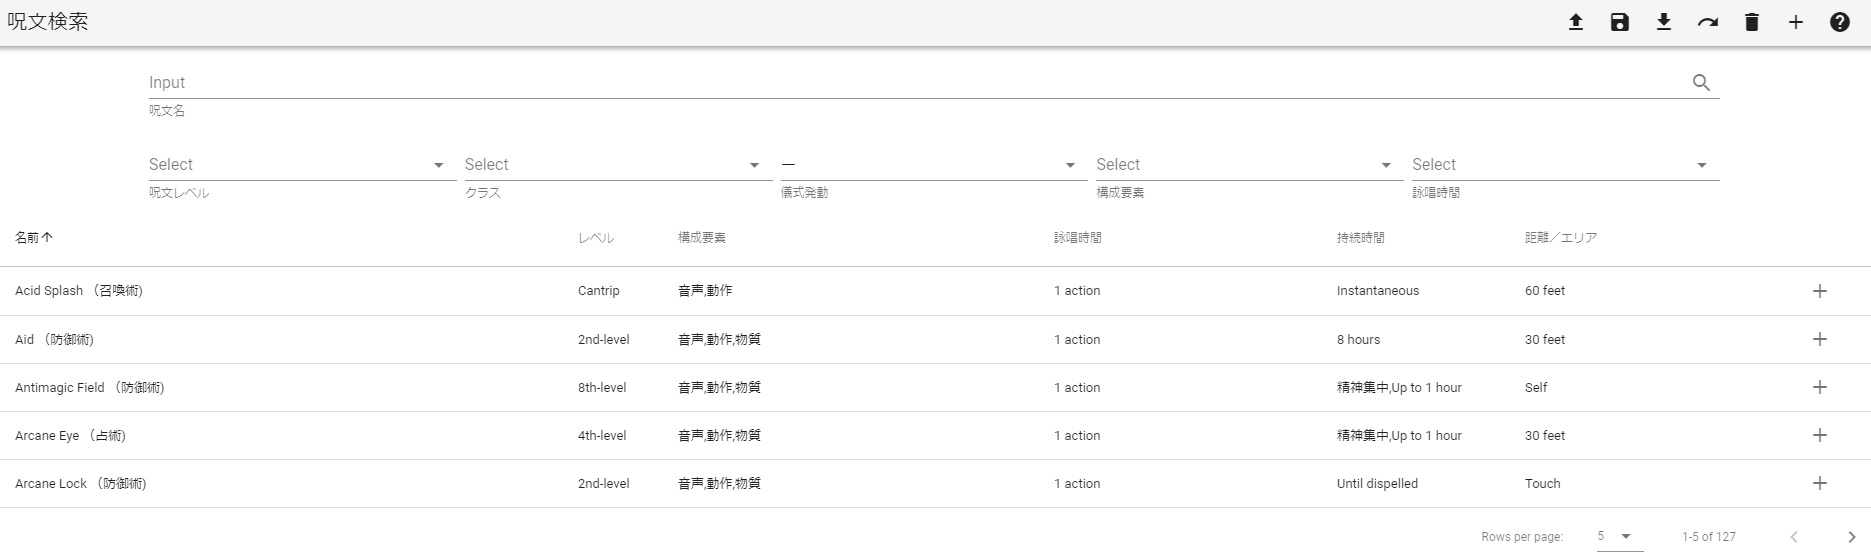 呪文検索
Input
呪文名
Select Select — Select Select
呪文レベル クラス 儀式発動 構成要素 詠唱時間
名前 レベル 構成要素 詠唱時間 持続時間 距離／エリア
Acid Splash （召喚術) Cantrip 音声,動作 1 action Instantaneous 60 feet
Aid （防御術) 2nd-level 音声,動作,物質 1 action 8 hours 30 feet
Antimagic Field （防御術) 8th-level 音声,動作,物質 1 action 精神集中,Up to 1 hour Self
Arcane Eye （占術) 4th-level 音声,動作,物質 1 action 精神集中,Up to 1 hour 30 feet
Arcane Lock （防御術) 2nd-level 音声,動作,物質 1 action Until dispelled Touch
Rows per page: 5 1-5 of 127